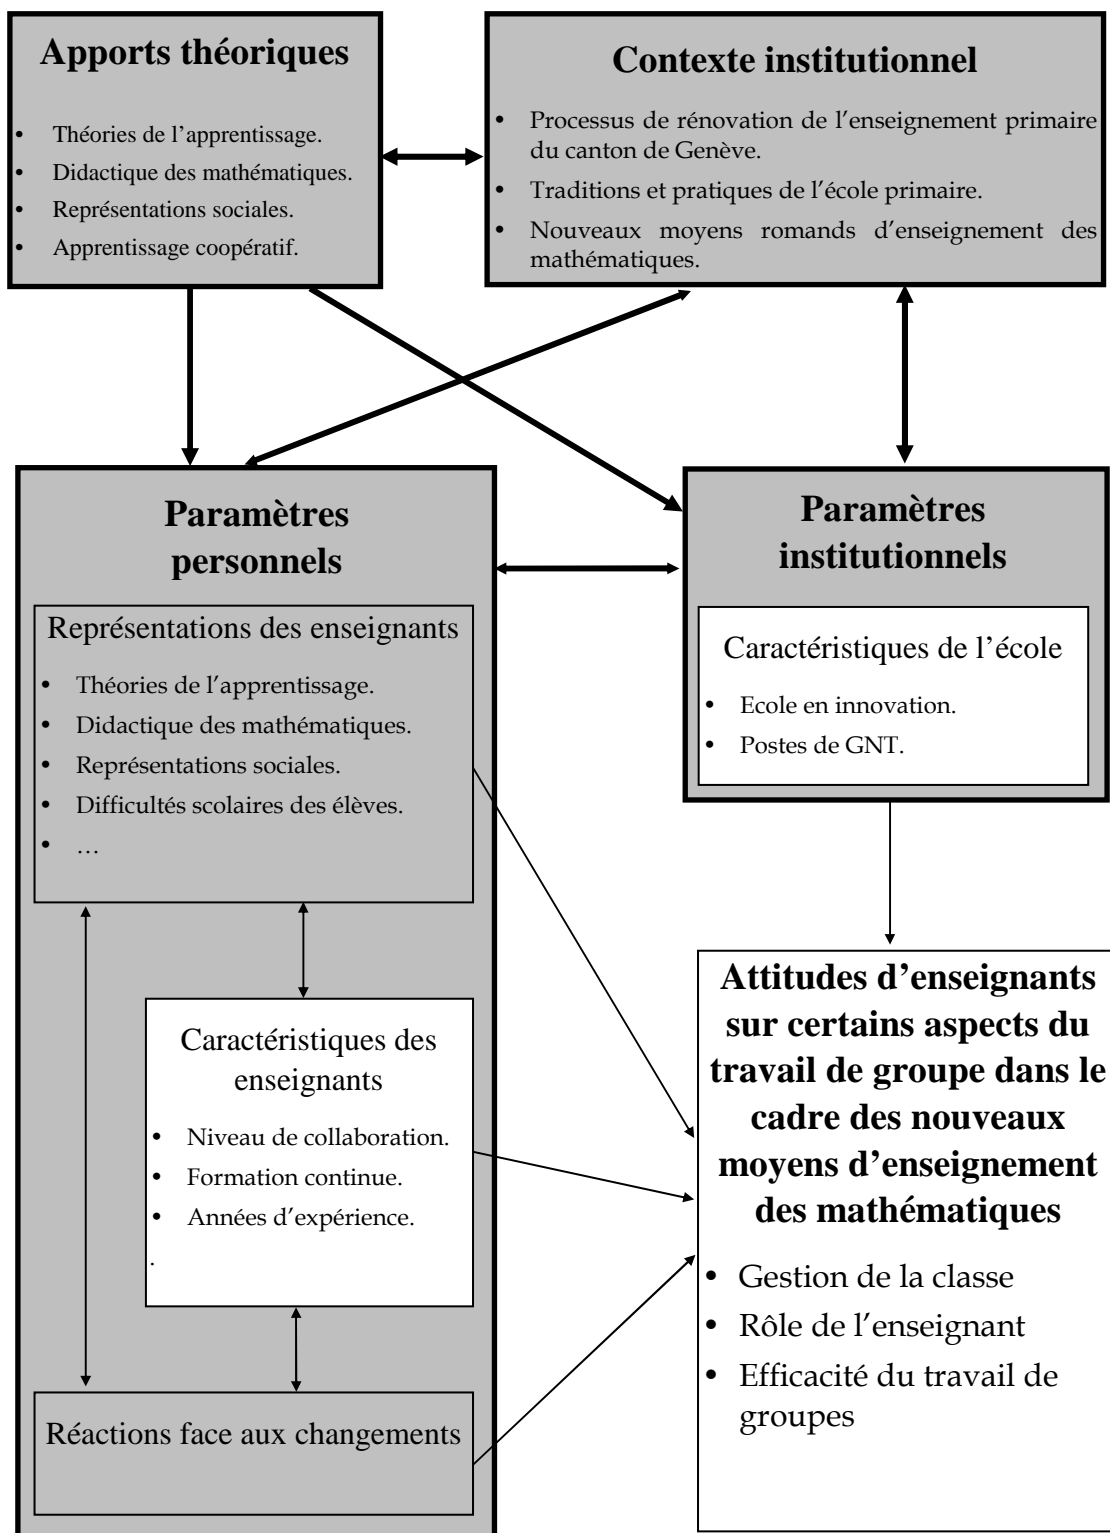 Apports théoriques
• Théories de l’apprentissage.
• Didactique des mathématiques.
• Représentations sociales.
• Apprentissage coopératif.
Contexte institutionnel
• Processus de rénovation de l’enseignement primaire
du canton de Genève.
• Traditions et pratiques de l’école primaire.
• Nouveaux moyens romands d’enseignement des
mathématiques.
Paramètres
personnels
Représentations des enseignants
• Théories de l’apprentissage.
• Didactique des mathématiques.
• Représentations sociales.
• Difficultés scolaires des élèves.
• …
Caractéristiques des
enseignants
• Niveau de collaboration.
• Formation continue.
• Années d’expérience.
.
Réactions face aux changements
Paramètres
institutionnels
Caractéristiques de l’école
• Ecole en innovation.
• Postes de GNT.
Attitudes d’enseignants
sur certains aspects du
travail de groupe dans le
cadre des nouveaux
moyens d’enseignement
des mathématiques
• Gestion de la classe
• Rôle de l’enseignant
• Efficacité du travail de
groupes